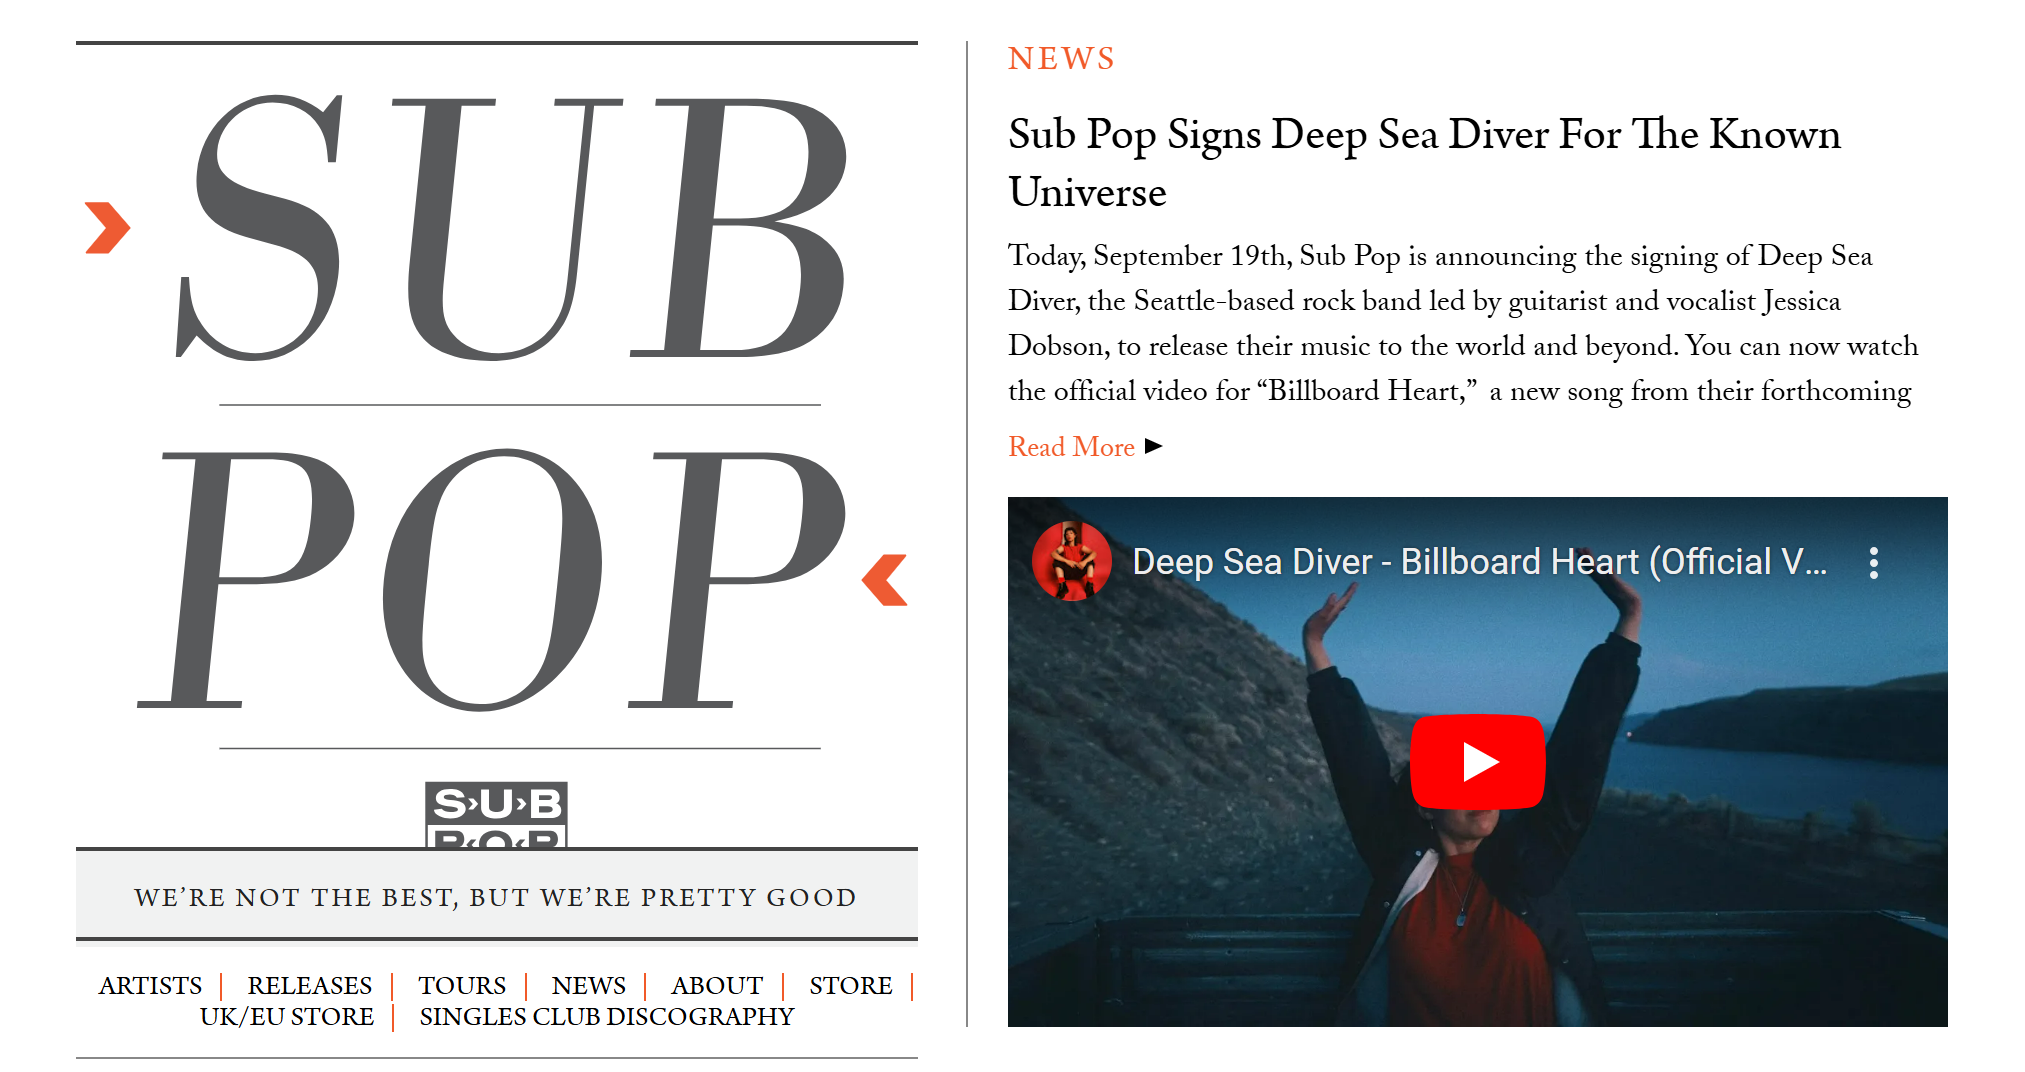 SUB
POP
S›U›B
P‹O‹P
WE’RE NOT THE BEST, BUT WE’RE PRETTY GOOD
ARTISTS | RELEASES | TOURS | NEWS | ABOUT | STORE |
UK/EU STORE | SINGLES CLUB DISCOGRAPHY
NEWS
Sub Pop Signs Deep Sea Diver For The Known
Universe
Today, September 19th, Sub Pop is announcing the signing of Deep Sea
Diver, the Seattle-based rock band led by guitarist and vocalist Jessica
Dobson, to release their music to the world and beyond. You can now watch
the official video for “Billboard Heart,” a new song from their forthcoming
Read More ►
Deep Sea Diver - Billboard Heart (Official V...